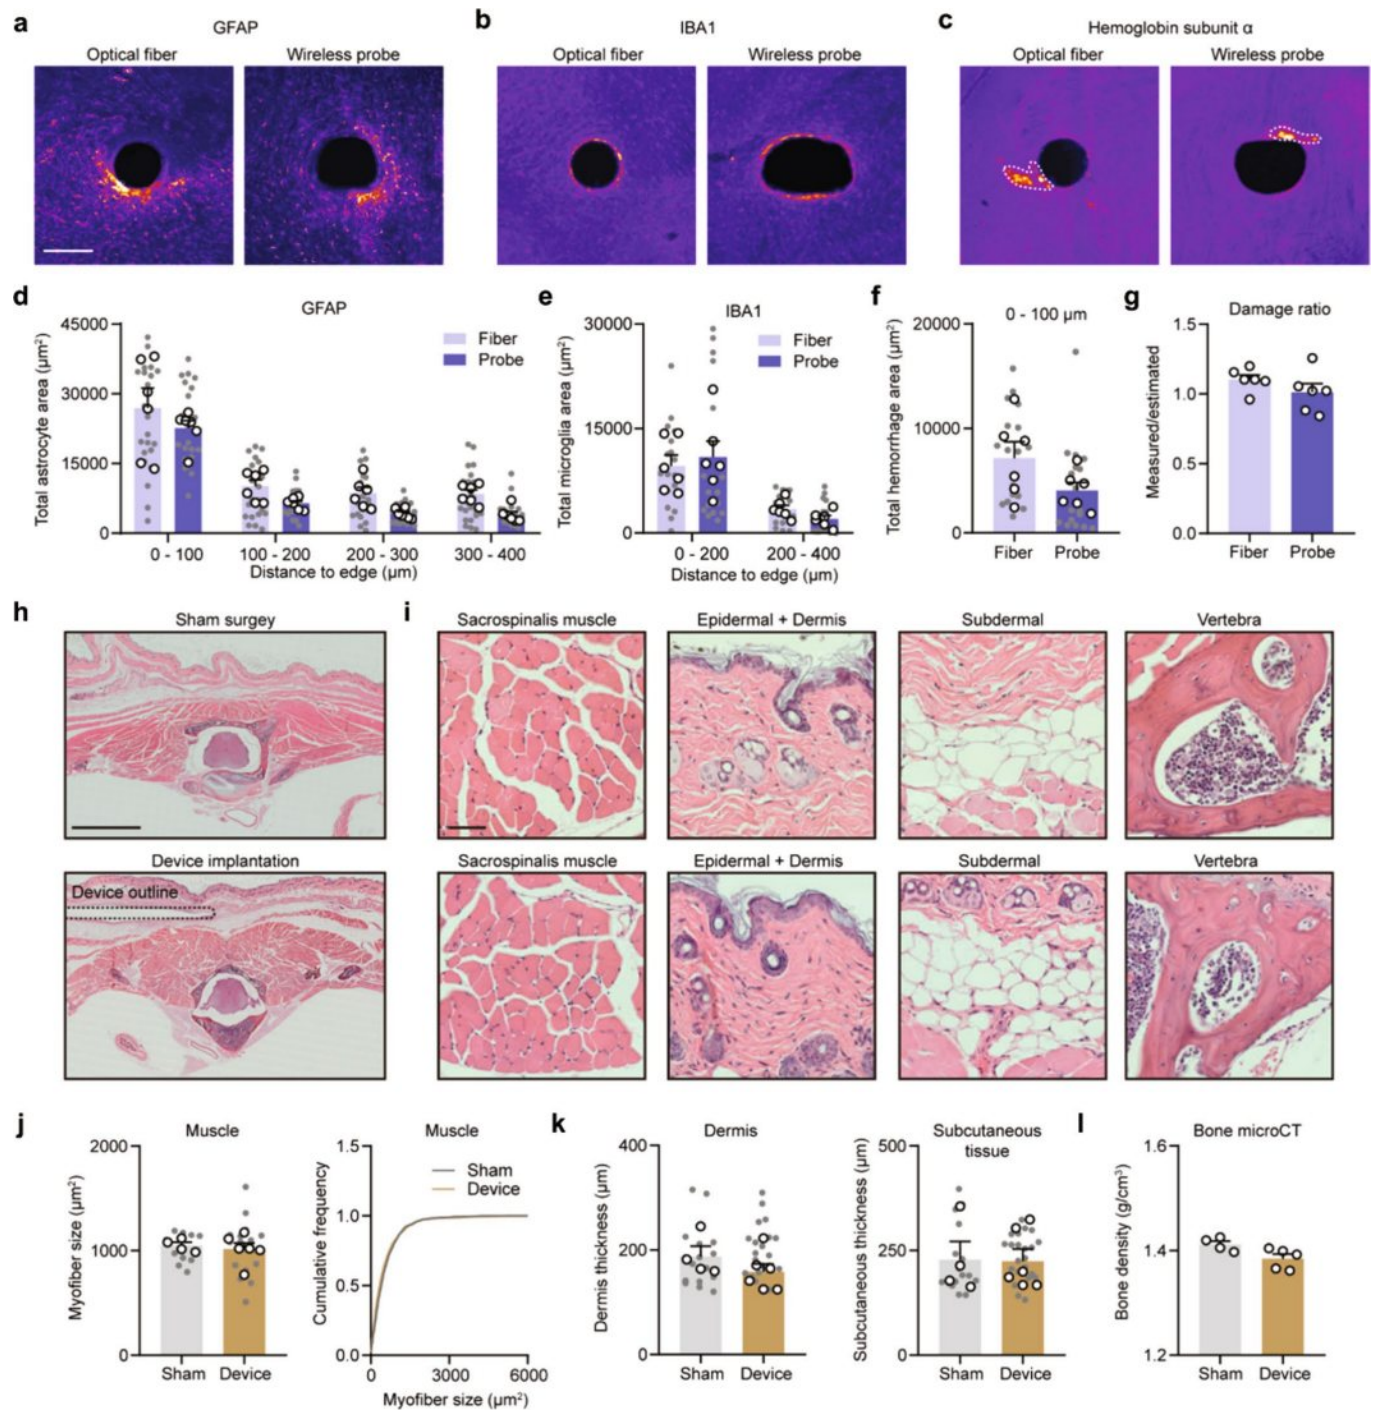 a
GFAP
Optical fiber
Wireless probe
b
IBA1
Optical fiber
Wireless probe
c
Hemoglobin subunit α
Optical fiber
Wireless probe
d
GFAP
Total astrocyte area (µm²)
45000
30000
15000
0
Fiber
Probe
0 - 100
100 - 200
200 - 300
300 - 400
Distance to edge (µm)
e
IBA1
Total microglia area (µm²)
30000
15000
0
Fiber
Probe
0 - 200
200 - 400
Distance to edge (µm)
f
0 - 100 µm
Total hemorrhage area (µm²)
20000
10000
0
Fiber
Probe
g
Damage ratio
Measured/estimated
1.5
1.0
0.5
0.0
Fiber
Probe
h
Sham surgey
Device implantation
Device outline
i
Sacrospinalis muscle
Epidermal + Dermis
Subdermal
Vertebra
Sacrospinalis muscle
Epidermal + Dermis
Subdermal
Vertebra
j
Muscle
Myofiber size (µm²)
2000
1000
0
Sham
Device
Muscle
Cumulative frequency
1.5
1.0
0.5
0.0
Sham
Device
0
3000
6000
Myofiber size (µm²)
k
Dermis
Dermis thickness (µm)
400
200
0
Sham
Device
Subcutaneous
tissue
Subcutaneous thickness (µm)
500
250
0
Sham
Device
l
Bone microCT
Bone density (g/cm³)
1.6
1.4
1.2
Sham
Device